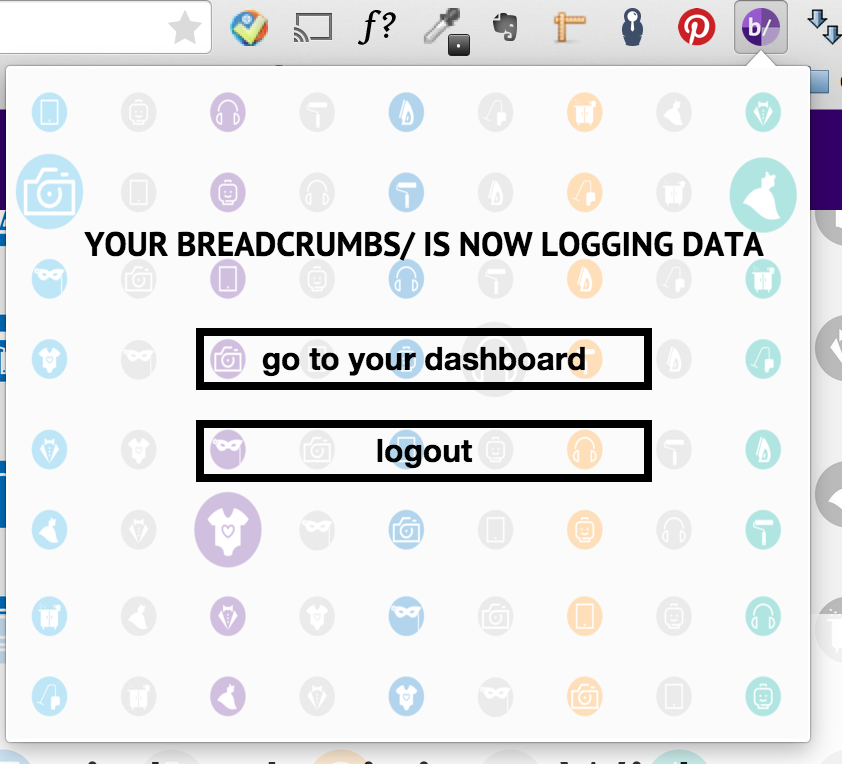 f?
b/
YOUR BREADCRUMBS/ IS NOW LOGGING DATA
go to your dashboard
logout